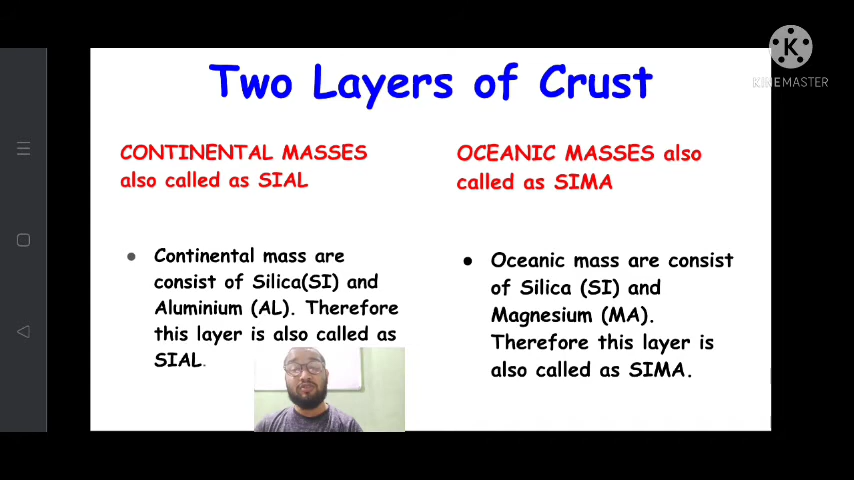 KINEMASTER
Two Layers of Crust
CONTINENTAL MASSES
also called as SIAL
OCEANIC MASSES also
called as SIMA
Continental mass are
consist of Silica(SI) and
Aluminium (AL). Therefore
this layer is also called as
SIAL.
Oceanic mass are consist
of Silica (SI) and
Magnesium (MA).
Therefore this layer is
also called as SIMA.